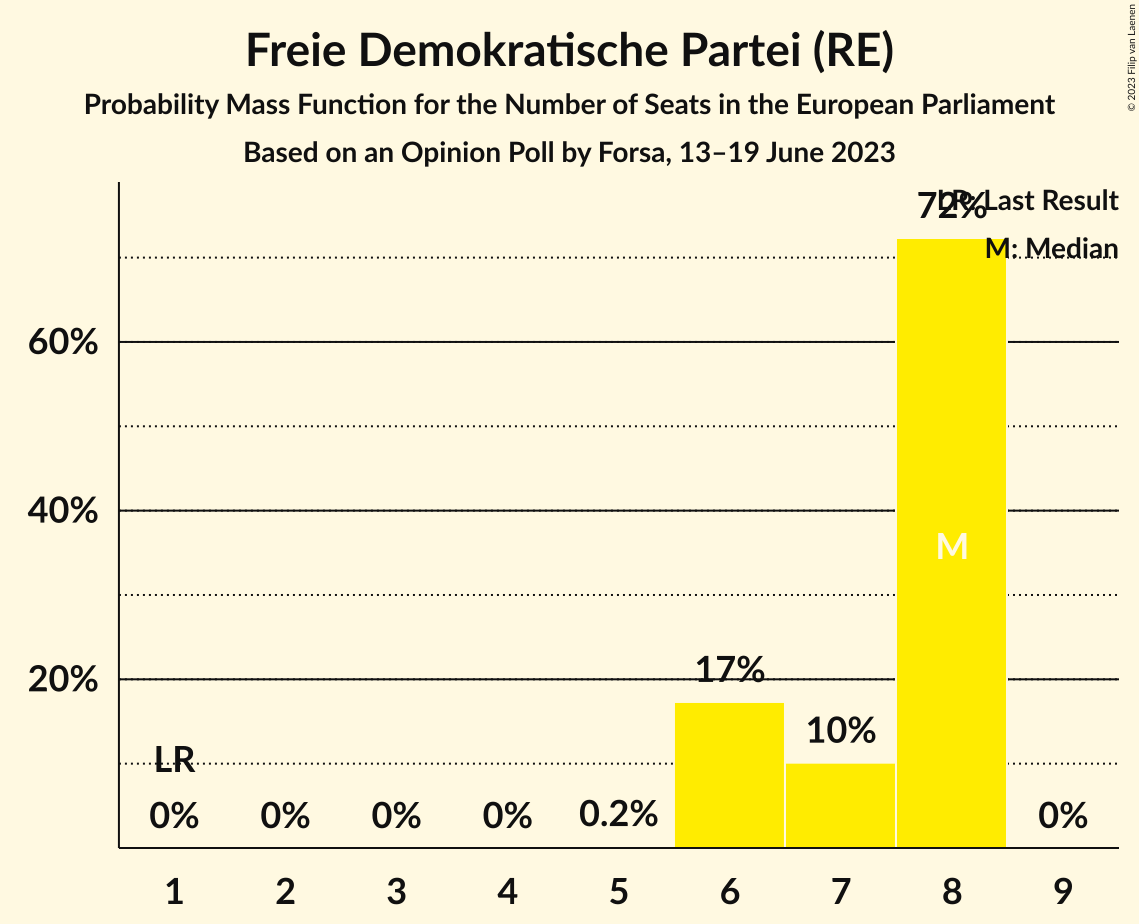 Freie Demokratische Partei (RE)
Probability Mass Function for the Number of Seats in the European Parliament
Based on an Opinion Poll by Forsa, 13–19 June 2023
© 2023 Filip van Laenen
LR: Last Result
M: Median
72%
60%
40%
20%
M
17%
10%
LR
0%
0%
0%
0%
0.2%
0%
1 2 3 4 5 6 7 8 9